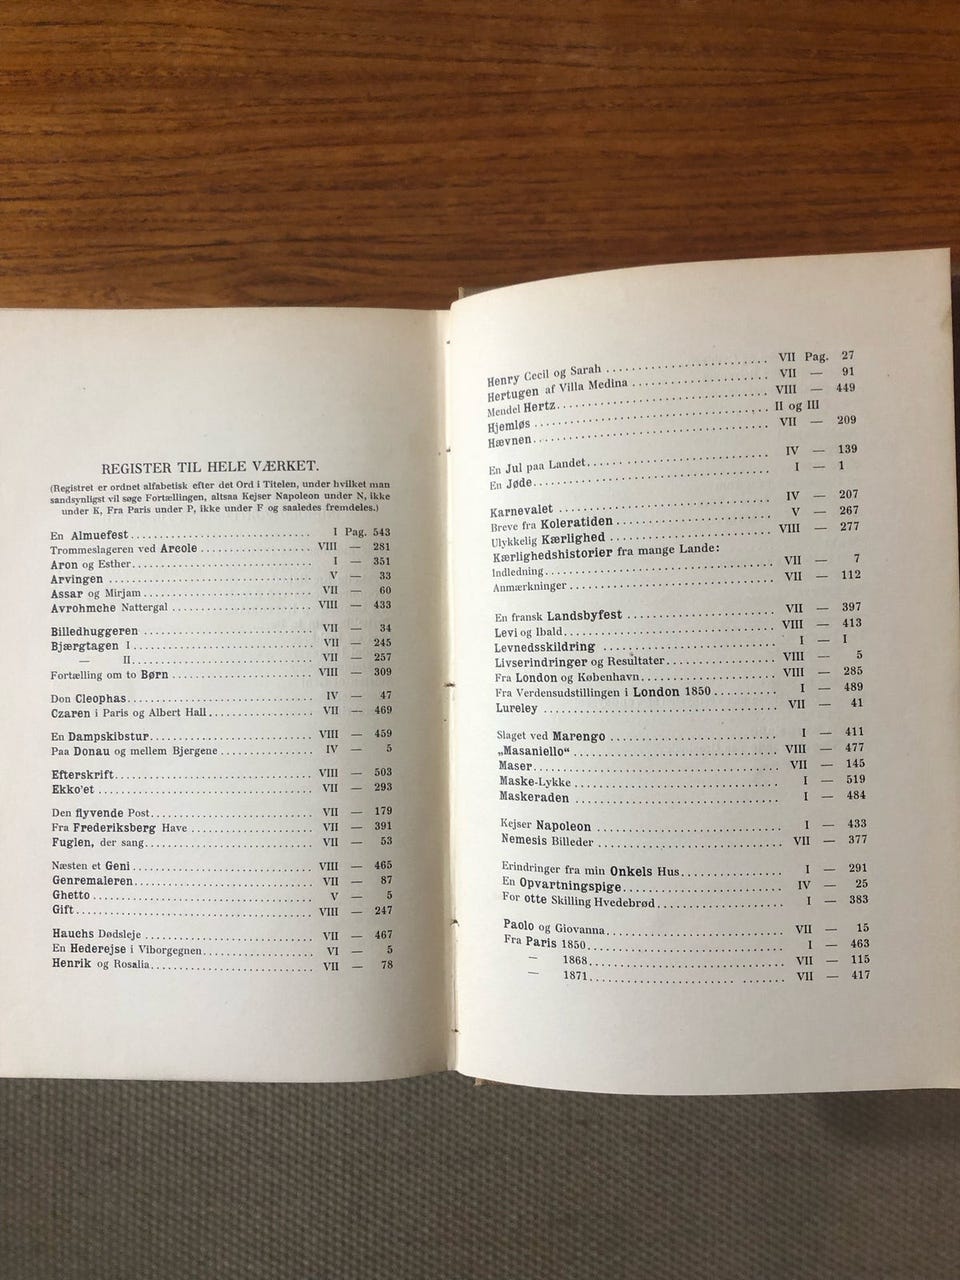 REGISTER TIL HELE VÆRKET.
(Registret er ordnet alfabetisk efter det Ord i Titelen, under hvilket man
sandsynligst vil søge Fortællingen, altsaa Kejser Napoleon under N, ikke
under K, Fra Paris under P, ikke under F og saaledes fremdeles.)
En Almuefest........ I Pag. 543
Trommeslageren ved Arcole........ VIII — 281
Aron og Esther........ I — 351
Arvingen........ V — 33
Assar og Mirjam........ VII — 60
Avrohmche Nattergal........ VIII — 433
Billedhuggeren........ VII — 34
Bjærgtagen I........ VII — 245
— II........ VII — 257
Fortælling om to Børn........ VIII — 309
Don Cleophas........ IV — 47
Czaren i Paris og Albert Hall........ VII — 469
En Dampskibstur........ VIII — 459
Paa Donau og mellem Bjergene........ IV — 5
Efterskrift........ VIII — 503
Ekko'et........ VII — 293
Den flyvende Post........ VII — 179
Fra Frederiksberg Have........ VII — 391
Fuglen, der sang........ VII — 53
Næsten et Geni........ VIII — 465
Genremaleren........ VII — 87
Ghetto........ V — 5
Gift........ VIII — 247
Hauchs Dødsleje........ VII — 467
En Hederejse i Viborgegnen........ VI — 5
Henrik og Rosalia........ VII — 78
Henry Cecil og Sarah........ VII Pag. 27
Hertugen af Villa Medina........ VII — 91
Mendel Hertz........ VIII — 449
Hjemløs........ II og III
Hævnen........ VII — 209
En Jul paa Landet........ IV — 139
En Jøde........ I — 1
Karnevalet........ IV — 207
Breve fra Koleratiden........ V — 267
Ulykkelig Kærlighed........ VIII — 277
Kærlighedshistorier fra mange Lande:
Indledning........ VII — 7
Anmærkninger........ VII — 112
En fransk Landsbyfest........ VII — 397
Levi og Ibald........ VIII — 413
Levnedsskildring........ I — I
Livserindringer og Resultater........ VIII — 5
Fra London og København........ VIII — 285
Fra Verdensudstillingen i London 1850........ I — 489
Lureley........ VII — 41
Slaget ved Marengo........ I — 411
„Masaniello“........ VIII — 477
Maser........ VII — 145
Maske-Lykke........ I — 519
Maskeraden........ I — 484
Kejser Napoleon........ I — 433
Nemesis Billeder........ VII — 377
Erindringer fra min Onkels Hus........ I — 291
En Opvartningspige........ IV — 25
For otte Skilling Hvedebrød........ I — 383
Paolo og Giovanna........ VII — 15
Fra Paris 1850........ I — 463
— 1868........ VII — 115
— 1871........ VII — 417